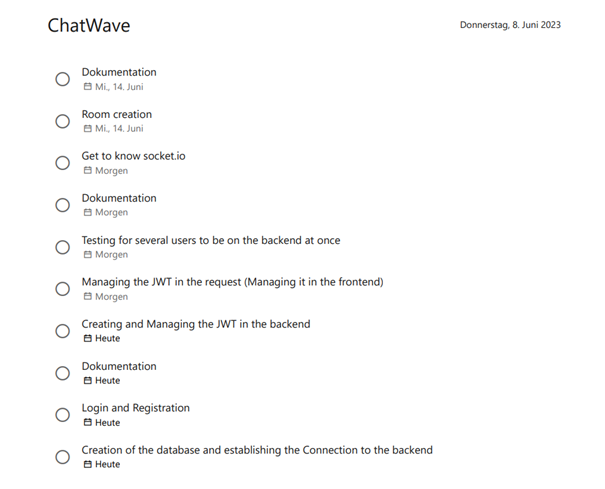 ChatWave
Donnerstag, 8. Juni 2023
Dokumentation
Mi., 14. Juni
Room creation
Mi., 14. Juni
Get to know socket.io
Morgen
Dokumentation
Morgen
Testing for several users to be on the backend at once
Morgen
Managing the JWT in the request (Managing it in the frontend)
Morgen
Creating and Managing the JWT in the backend
Heute
Dokumentation
Heute
Login and Registration
Heute
Creation of the database and establishing the Connection to the backend
Heute